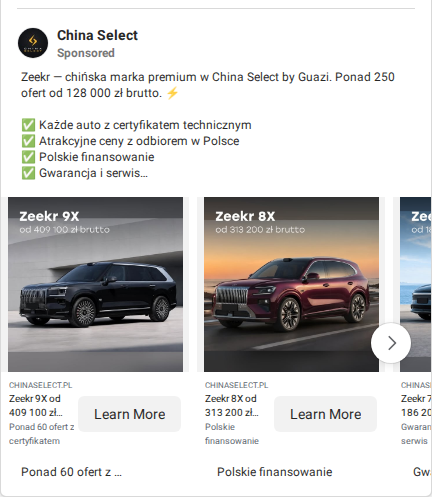 China Select
Sponsored
Zeekr — chińska marka premium w China Select by Guazi. Ponad 250
ofert od 128 000 zł brutto. ⚡
✅ Każde auto z certyfikatem technicznym
✅ Atrakcyjne ceny z odbiorem w Polsce
✅ Polskie finansowanie
✅ Gwarancja i serwis…
Zeekr 9X
od 409 100 zł brutto
Zeekr 8X
od 313 200 zł brutto
Zee
od 18
CHINASELECT.PL
Zeekr 9X od
409 100 zł…
Ponad 60 ofert z
certyfikatem
Learn More
CHINASELECT.PL
Zeekr 8X od
313 200 zł…
Polskie
finansowanie
Learn More
CHINAS
Zeekr 7
186 20
Gwaran
serwis
Ponad 60 ofert z …
Polskie finansowanie
Gw